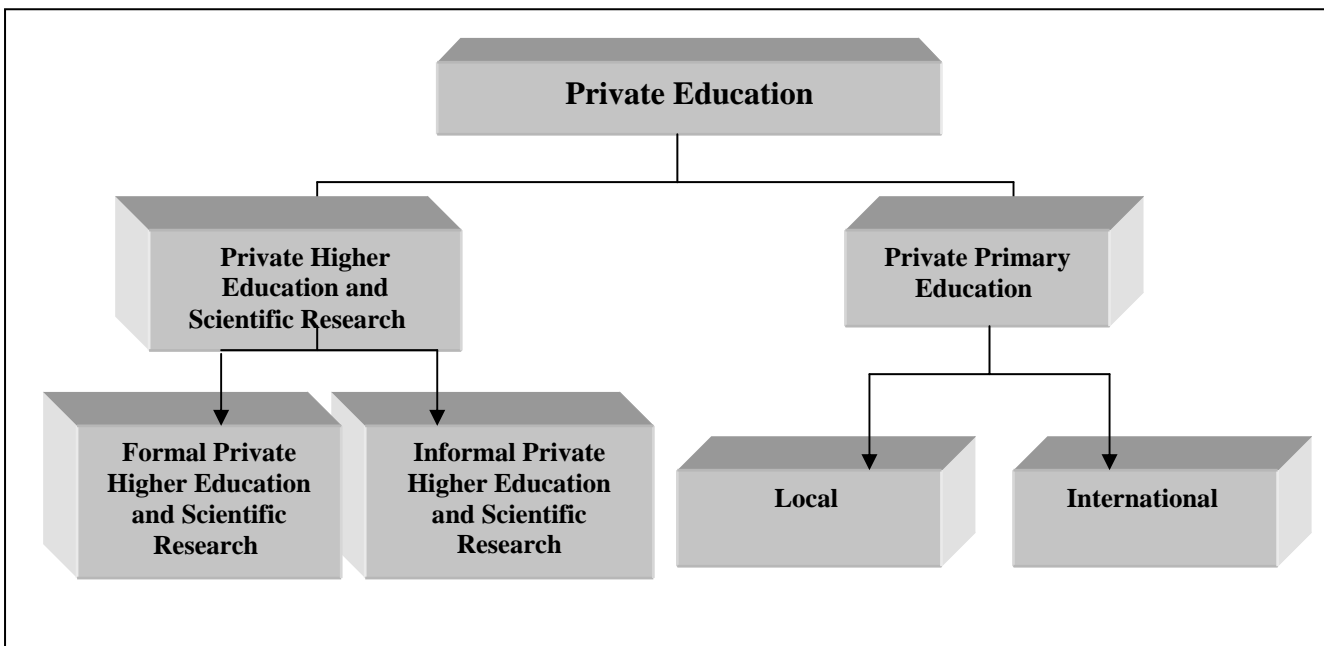 Private Education
Private Higher
Education and
Scientific Research
Private Primary
Education
Formal Private
Higher Education
and Scientific
Research
Informal Private
Higher Education
and Scientific
Research
Local
International